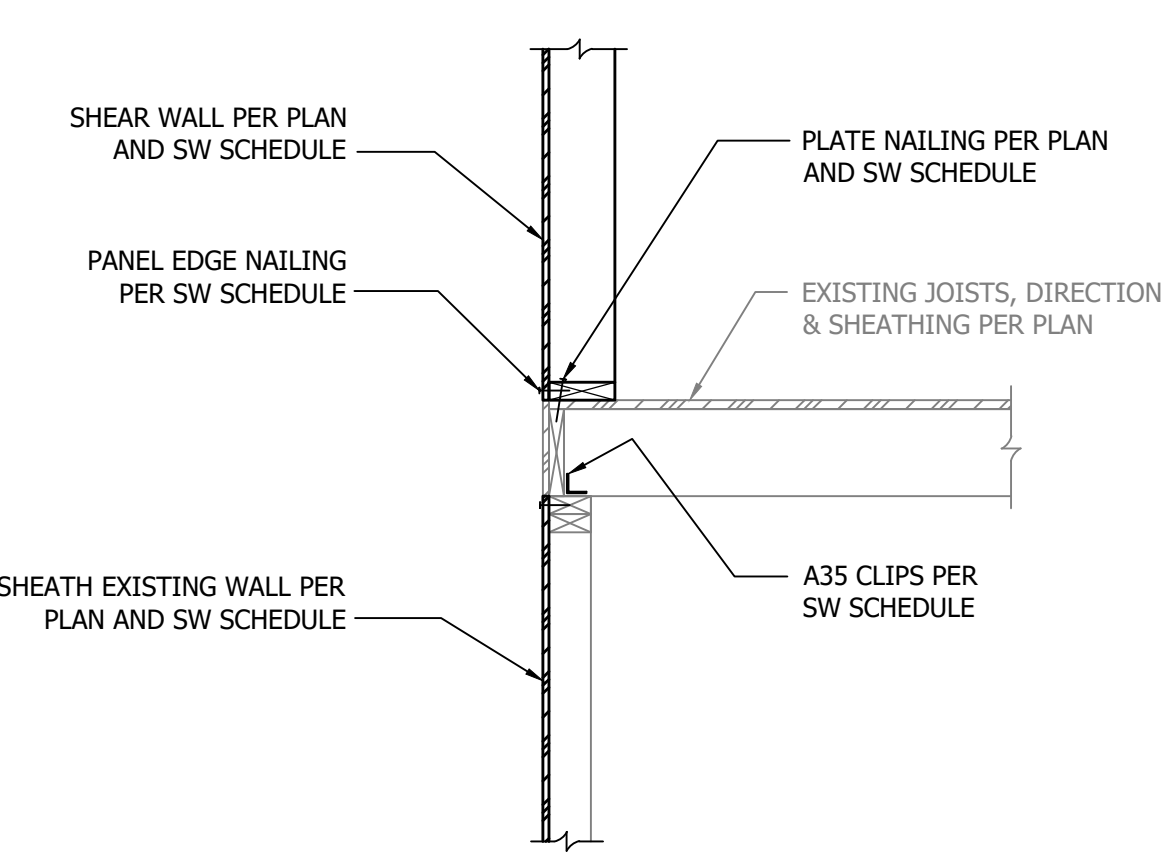 SHEAR WALL PER PLAN
AND SW SCHEDULE
PLATE NAILING PER PLAN
AND SW SCHEDULE
PANEL EDGE NAILING
PER SW SCHEDULE
EXISTING JOISTS, DIRECTION
& SHEATHING PER PLAN
SHEATH EXISTING WALL PER
PLAN AND SW SCHEDULE
A35 CLIPS PER
SW SCHEDULE